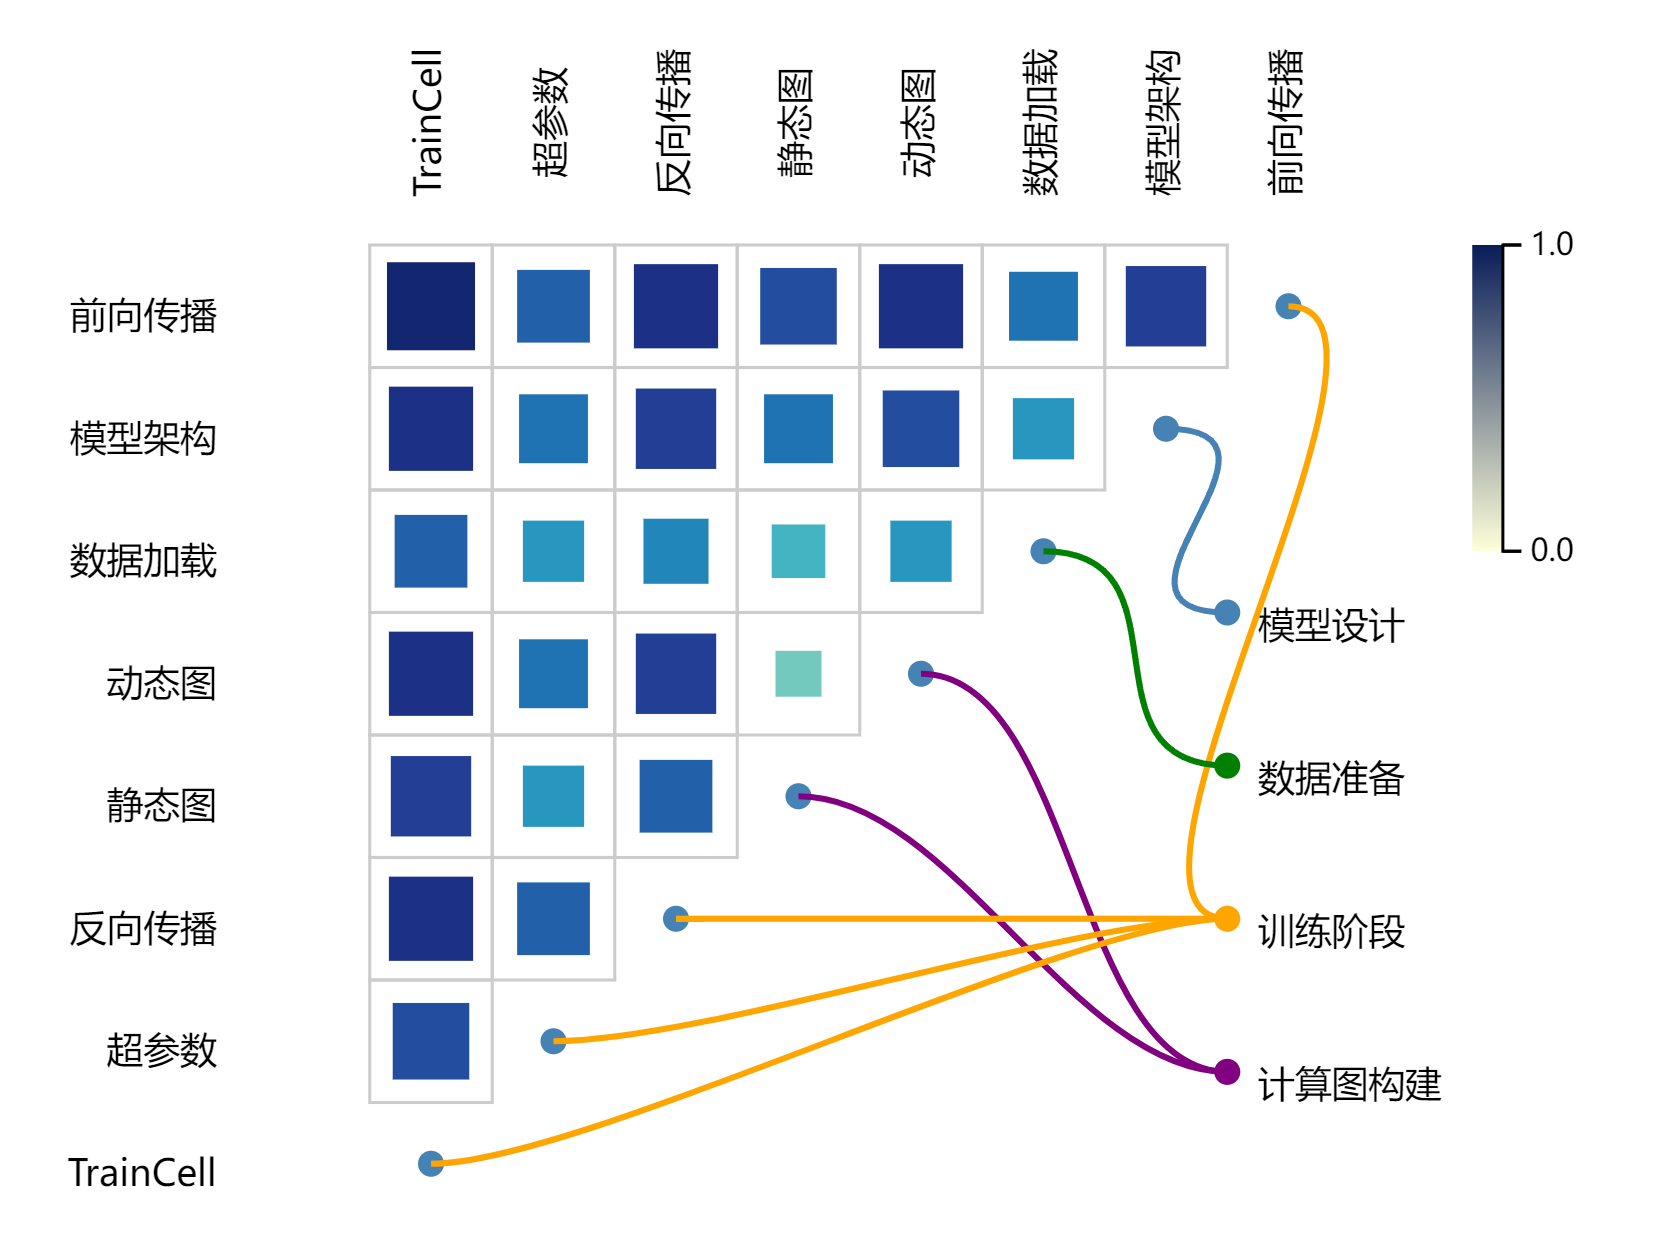 TrainCell
超参数
反向传播
静态图
动态图
数据加载
模型架构
前向传播
前向传播
模型架构
数据加载
动态图
静态图
反向传播
超参数
TrainCell
1.0
0.0
模型设计
数据准备
训练阶段
计算图构建